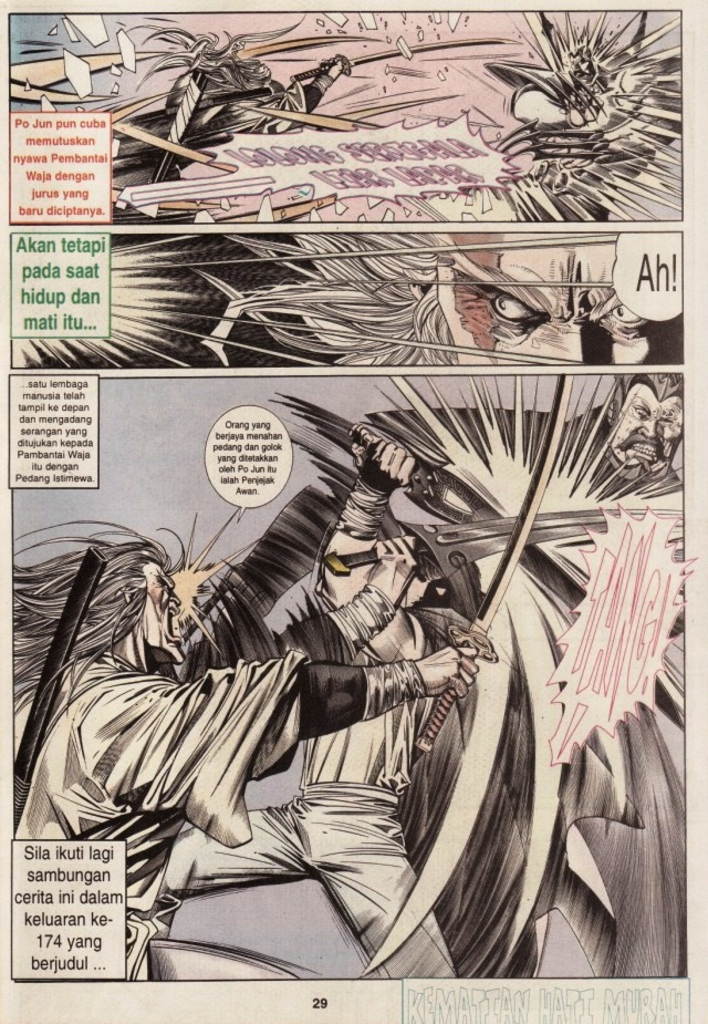 Po Jun pun cuba
memutuskan
nyawa Pembantai
Waja dengan
jurus yang
baru diciptanya.
Akan tetapi
pada saat
hidup dan
mati itu...
Ah!
...satu lembaga
manusia telah
tampil ke depan
dan mengadang
serangan yang
ditujukan kepada
Pambantai Waja
itu dengan
Pedang Istimewa.
Orang yang
berjaya menahan
pedang dan golok
yang ditetakkan
oleh Po Jun itu
ialah Penjejak
Awan.
TANG!
Sila ikuti lagi
sambungan
cerita ini dalam
keluaran ke-
174 yang
berjudul ...
29
KEMATIAN HATI MURAH